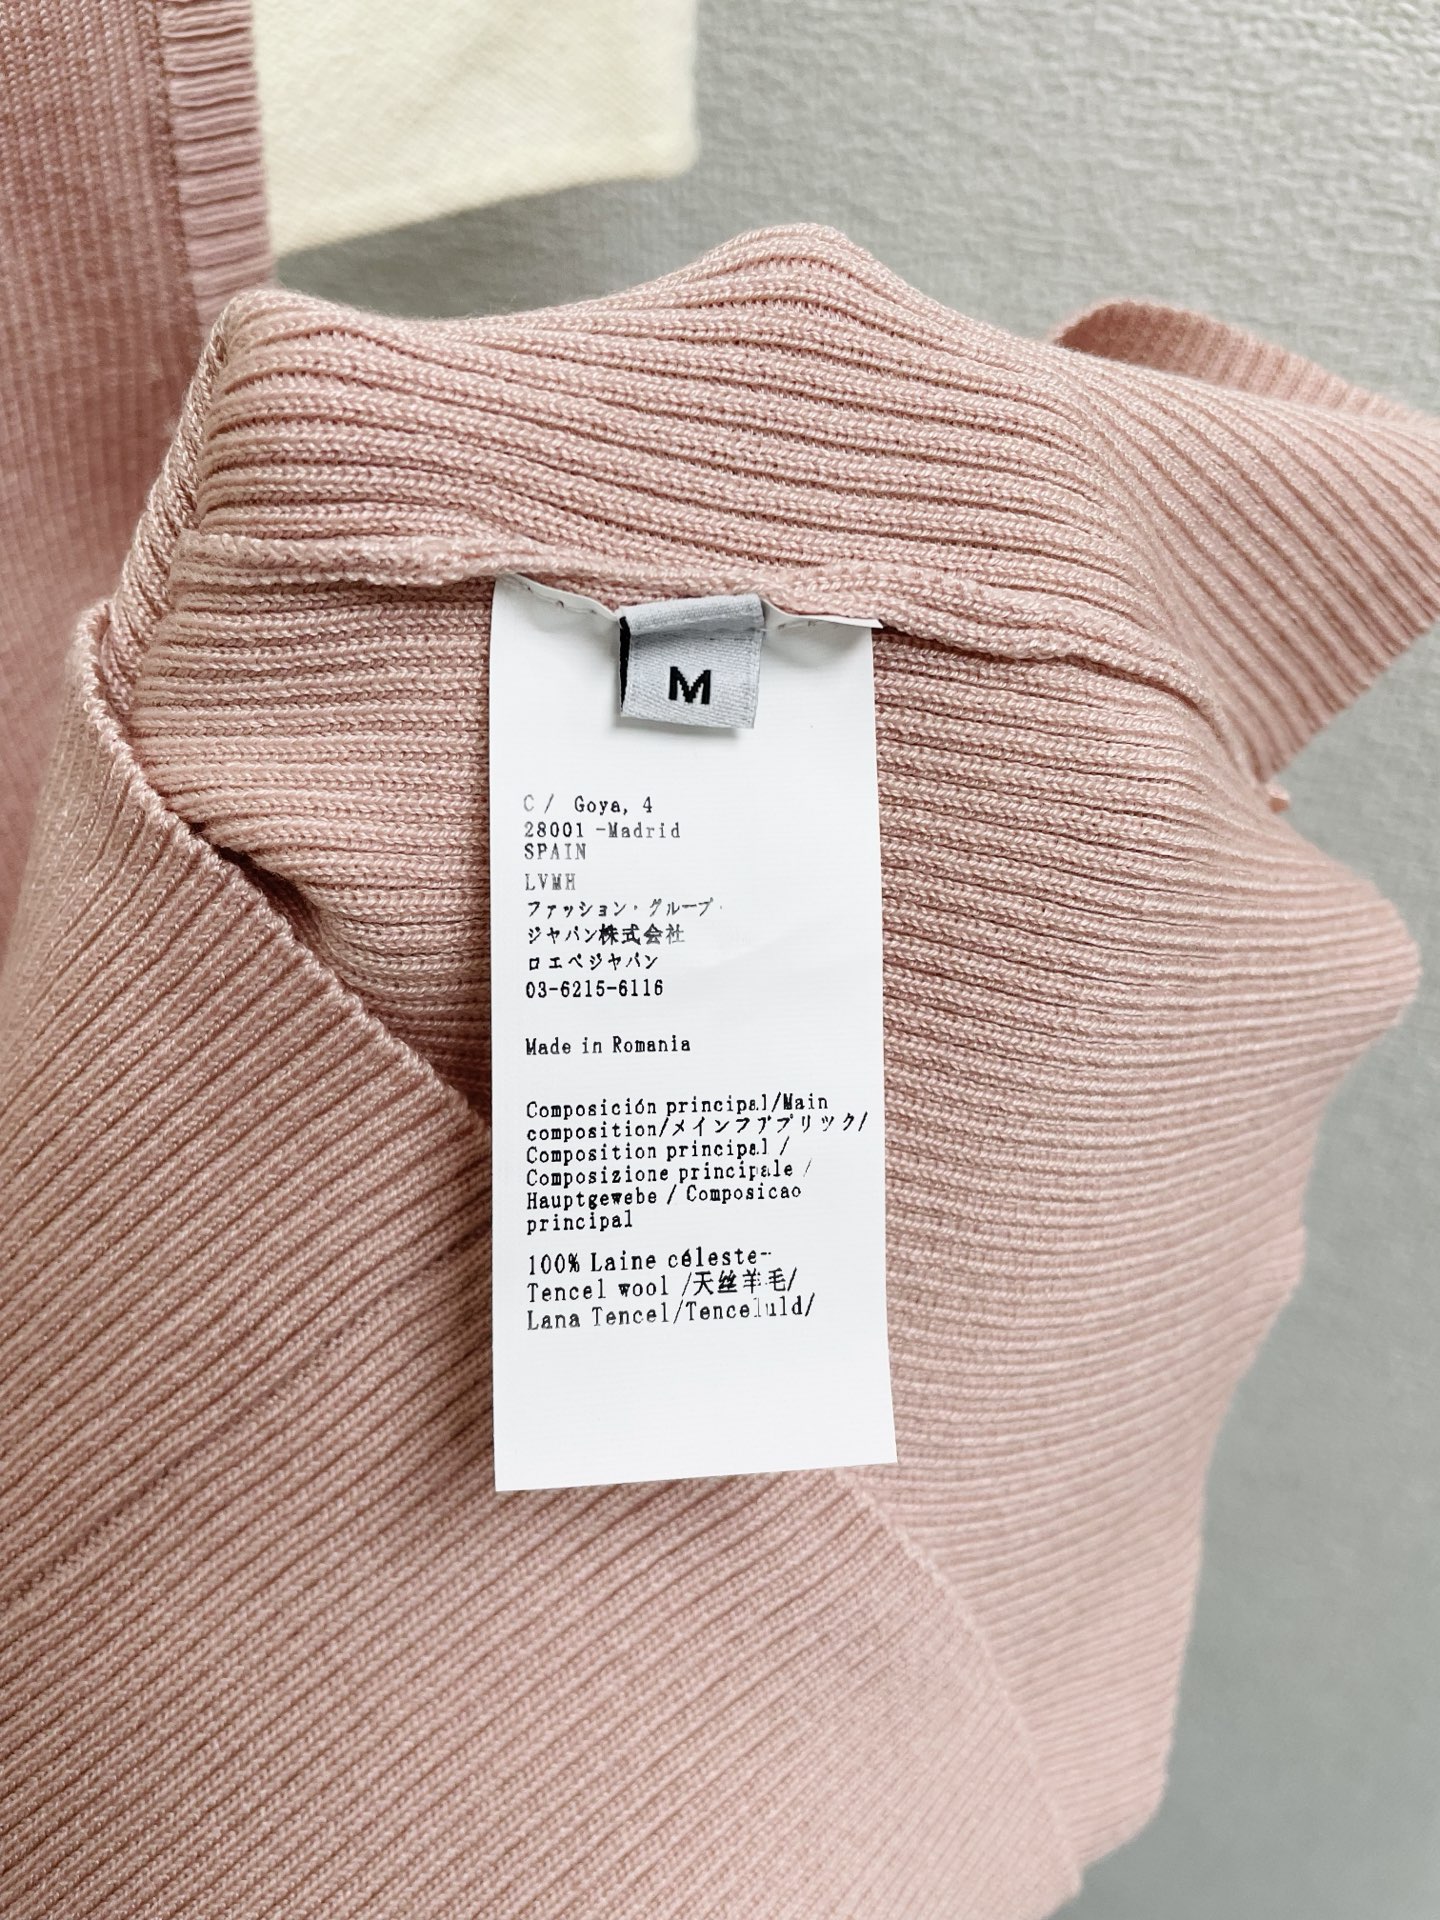 M
C / Goya, 4
28001 -Madrid
SPAIN
LVMH
ファッション・グループ・
ジャパン株式会社
ロエベジャパン
03-6215-6116
Made in Romania
Composición principal/Main
composition/メインファブリック/
Composition principal /
Composizione principale /
Hauptgewebe / Composicao
principal
100% Laine céleste-
Tencel wool /天丝羊毛/
Lana Tencel/Tenceluld/